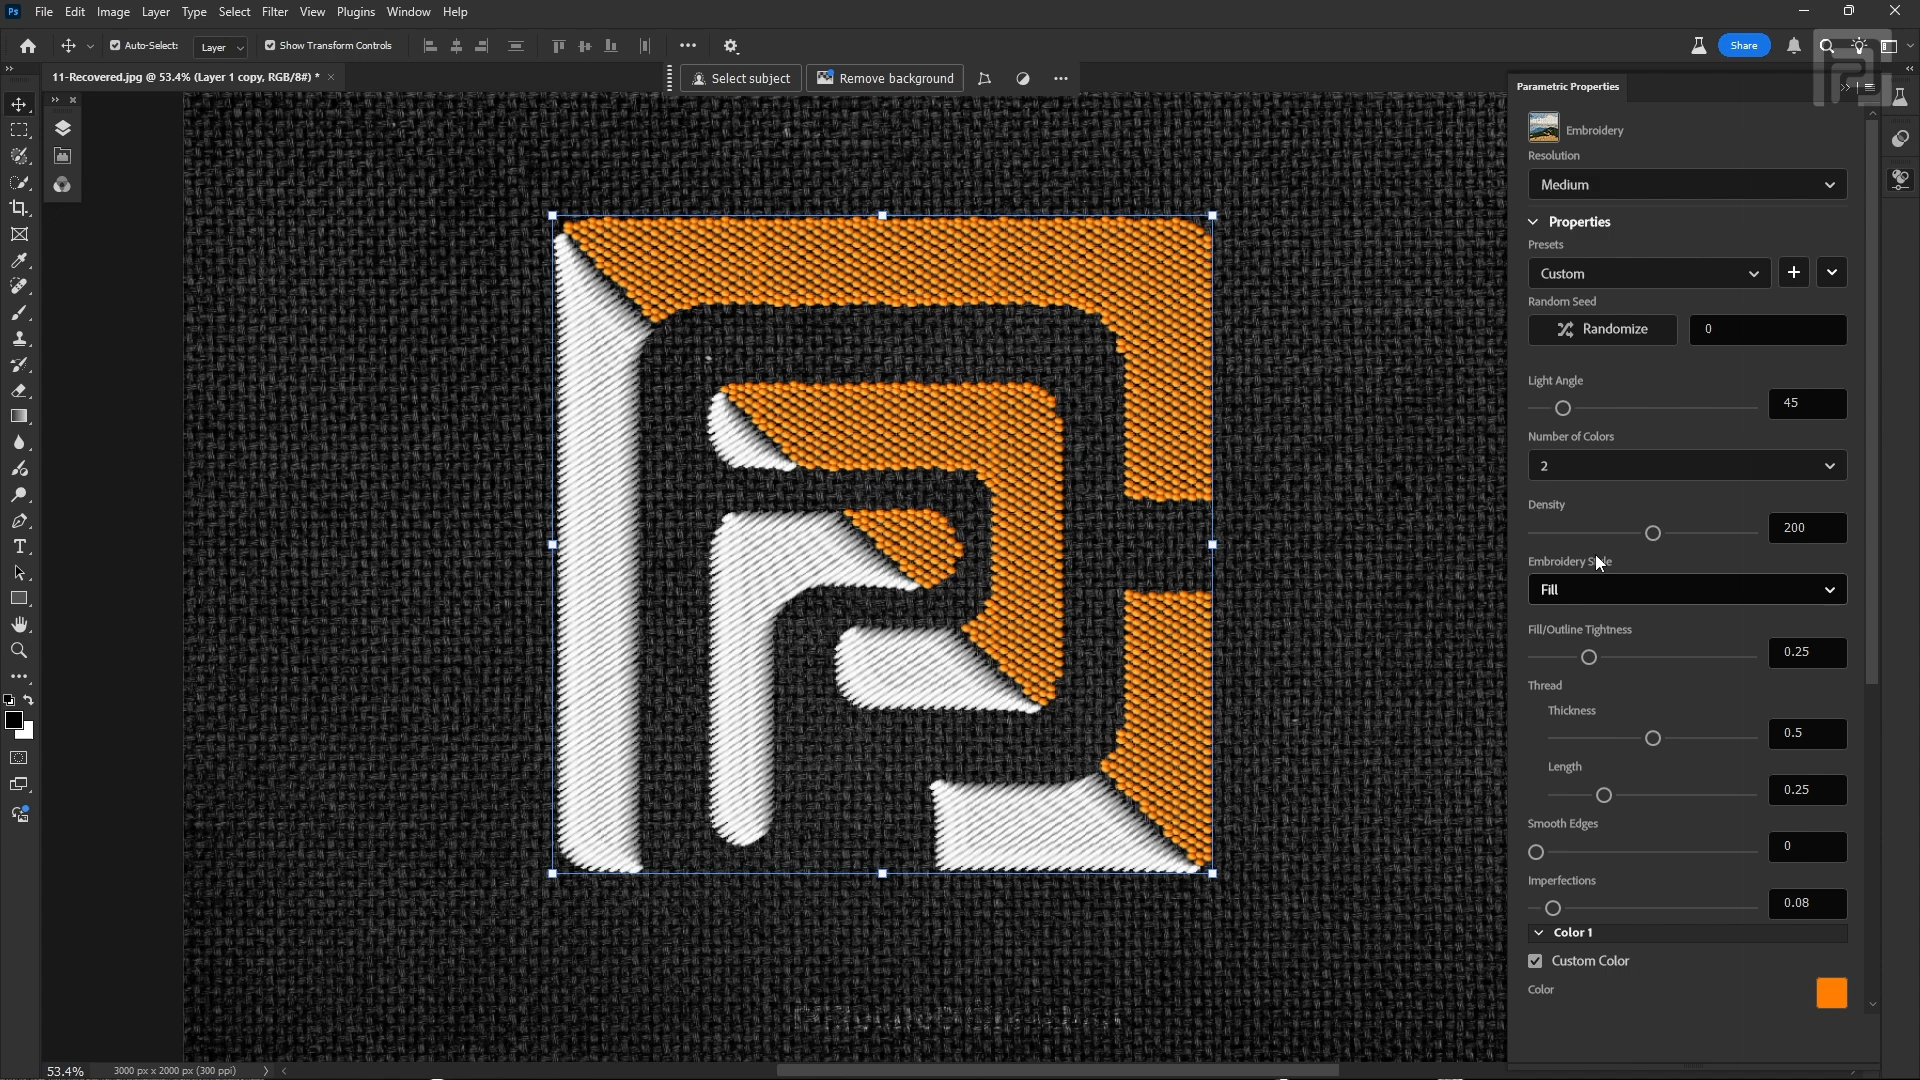 Ps File Edit Image Layer Type Select Filter View Plugins Window Help
Auto-Select: Layer Show Transform Controls Share
11-Recovered.jpg @ 53.4% (Layer 1 copy, RGB/8#) *
Select subject Remove background
Parametric Properties
Embroidery
Resolution
Medium
Properties
Presets
Custom
Random Seed
Randomize 0
Light Angle
45
Number of Colors
2
Density
200
Embroidery Style
Fill
Fill/Outline Tightness
0.25
Thread
Thickness
0.5
Length
0.25
Smooth Edges
0
Imperfections
0.08
Color 1
Custom Color
Color
53.4% 3000 px x 2000 px (300 ppi)